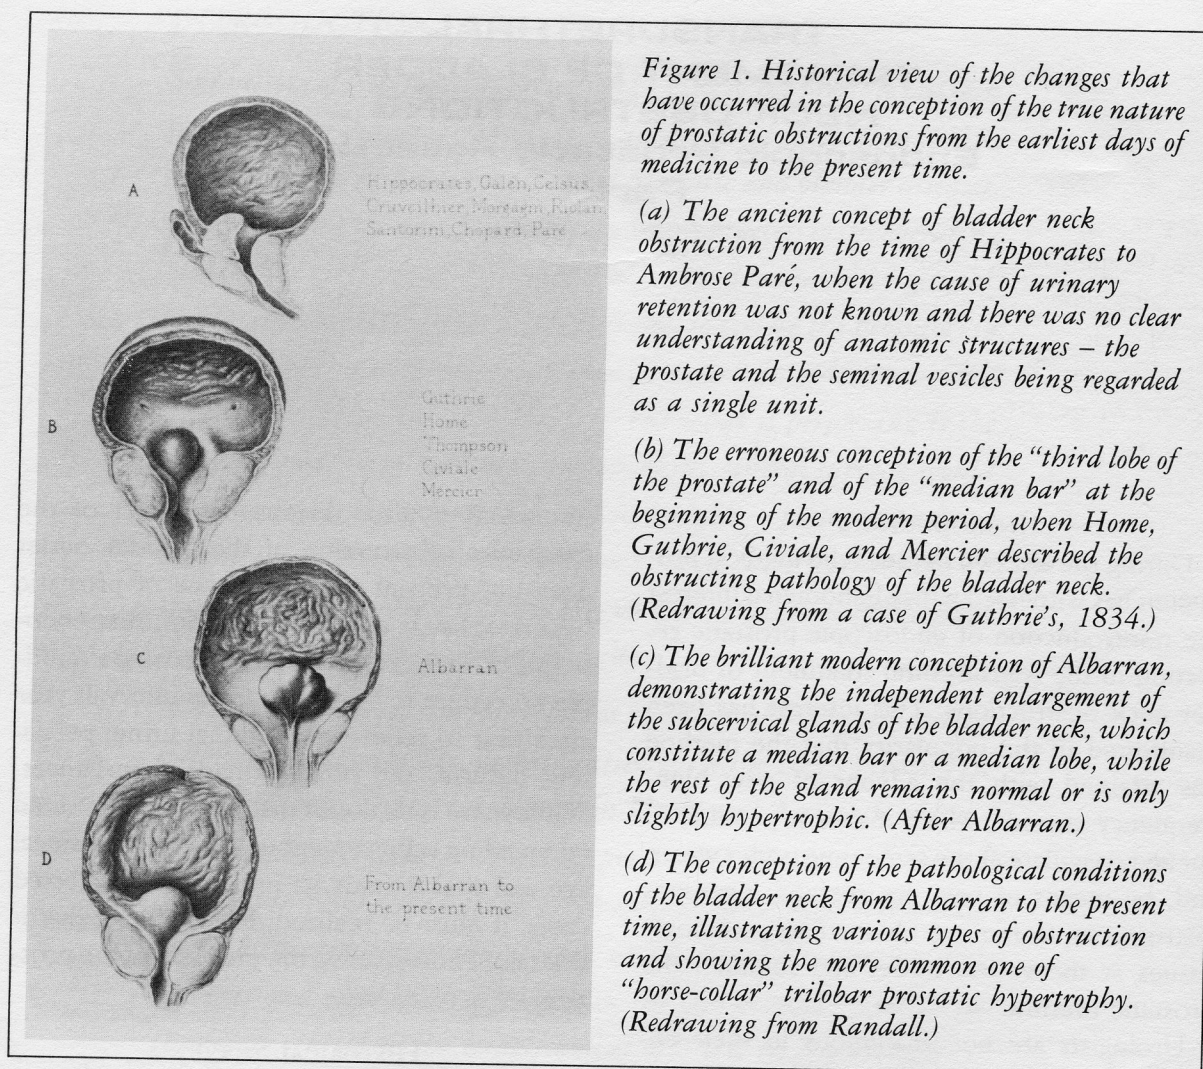 A
Hippocrates, Galen, Celsus,
Cruveilhier, Morgagni, Riolan,
Santorini, Chopard, Paré
B
Guthrie
Home
Thompson
Civiale
Mercier
C
Albarran
D
From Albarran to
the present time
Figure 1. Historical view of the changes that
have occurred in the conception of the true nature
of prostatic obstructions from the earliest days of
medicine to the present time.
(a) The ancient concept of bladder neck
obstruction from the time of Hippocrates to
Ambrose Paré, when the cause of urinary
retention was not known and there was no clear
understanding of anatomic structures – the
prostate and the seminal vesicles being regarded
as a single unit.
(b) The erroneous conception of the “third lobe of
the prostate” and of the “median bar” at the
beginning of the modern period, when Home,
Guthrie, Civiale, and Mercier described the
obstructing pathology of the bladder neck.
(Redrawing from a case of Guthrie’s, 1834.)
(c) The brilliant modern conception of Albarran,
demonstrating the independent enlargement of
the subcervical glands of the bladder neck, which
constitute a median bar or a median lobe, while
the rest of the gland remains normal or is only
slightly hypertrophic. (After Albarran.)
(d) The conception of the pathological conditions
of the bladder neck from Albarran to the present
time, illustrating various types of obstruction
and showing the more common one of
“horse-collar” trilobar prostatic hypertrophy.
(Redrawing from Randall.)